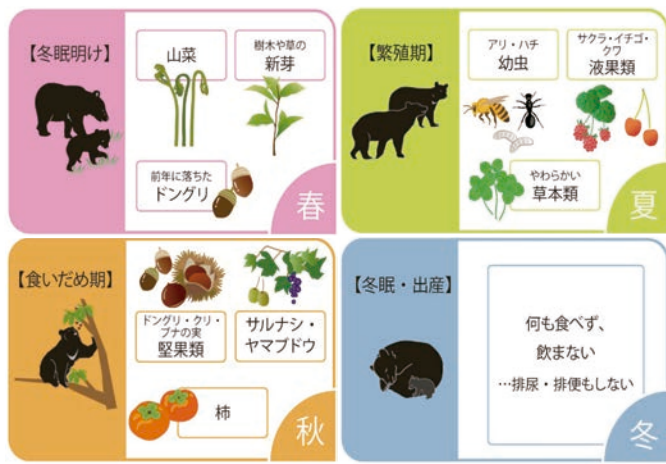 【冬眠明け】
山菜
樹木や草の
新芽
前年に落ちた
ドングリ
春
【繁殖期】
アリ・ハチ
幼虫
サクラ・イチゴ・
クワ
液果類
やわらかい
草本類
夏
【食いだめ期】
ドングリ・クリ・
ブナの実
堅果類
サルナシ・
ヤマブドウ
柿
秋
【冬眠・出産】
何も食べず、
飲まない
…排尿・排便もしない
冬